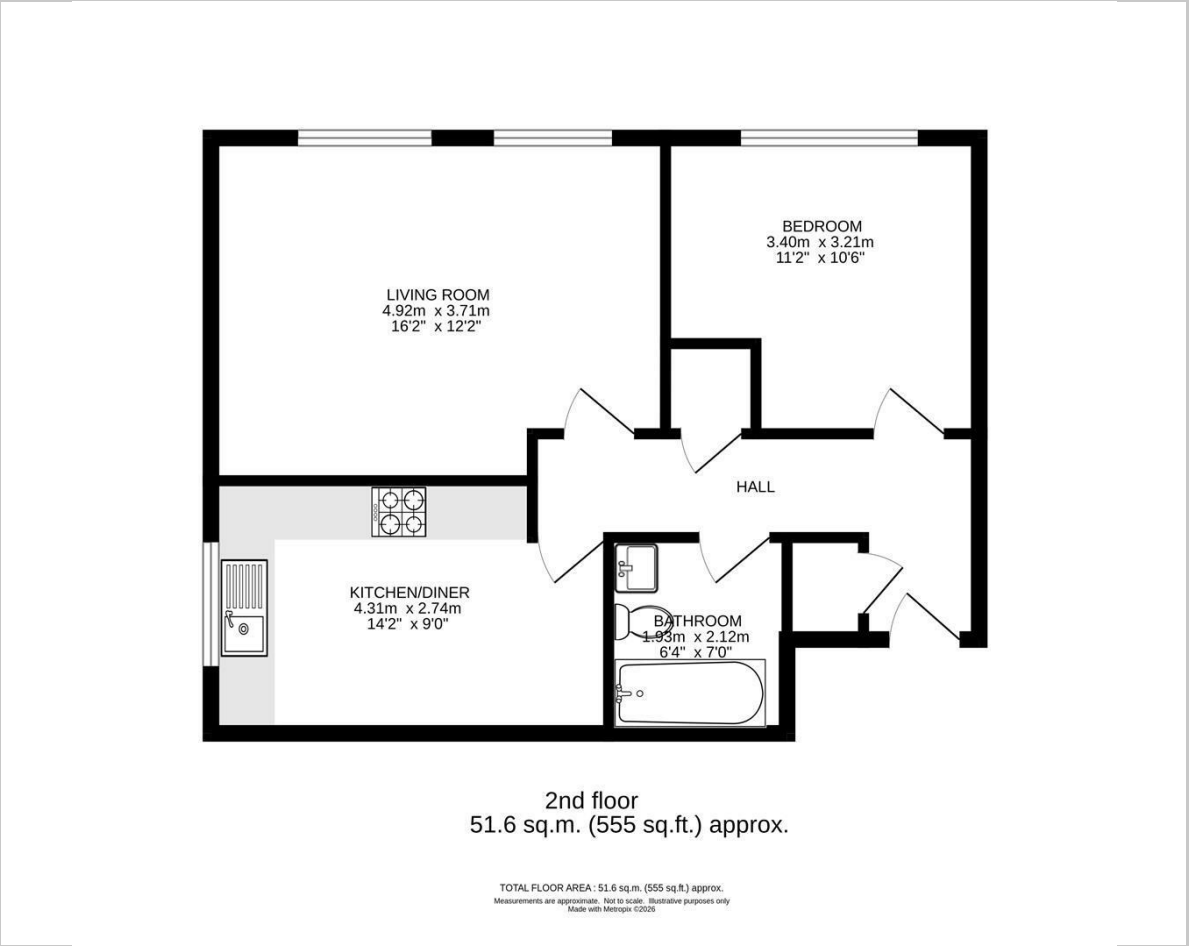 BEDROOM
3.40m x 3.21m
11'2" x 10'6"
LIVING ROOM
4.92m x 3.71m
16'2" x 12'2"
HALL
KITCHEN/DINER
4.31m x 2.74m
14'2" x 9'0"
BATHROOM
1.93m x 2.12m
6'4" x 7'0"
2nd floor
51.6 sq.m. (555 sq.ft.) approx.
TOTAL FLOOR AREA : 51.6 sq.m. (555 sq.ft.) approx.
Measurements are approximate. Not to scale. Illustrative purposes only
Made with Metropix ©2026